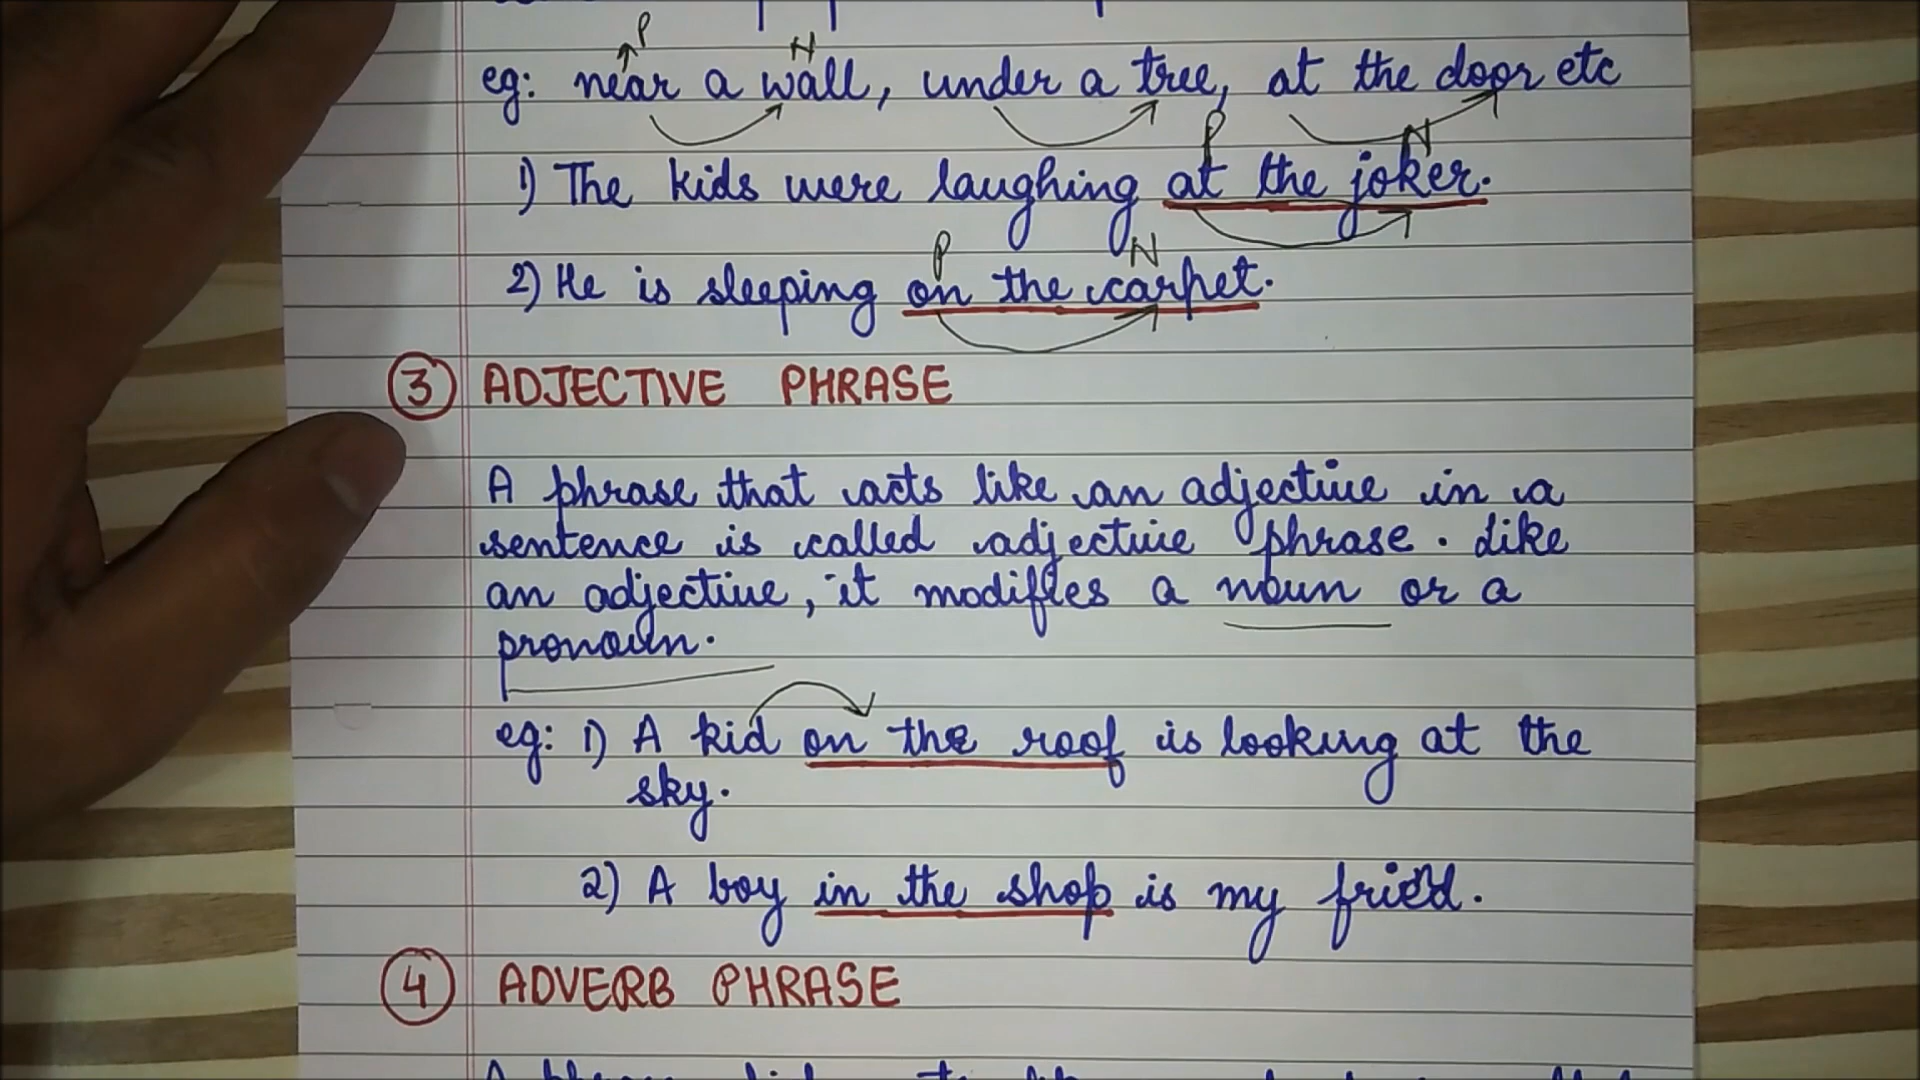 P N
eg: near a wall, under a tree, at the door etc
P N
1) The kids were laughing at the joker.
P N
2) He is sleeping on the carpet.
3 ADJECTIVE PHRASE
A phrase that acts like an adjective in a
sentence is called adjective phrase. Like
an adjective, it modifies a noun or a
pronoun.
eg: 1) A kid on the roof is looking at the
sky.
2) A boy in the shop is my
4 ADVERB PHRASE